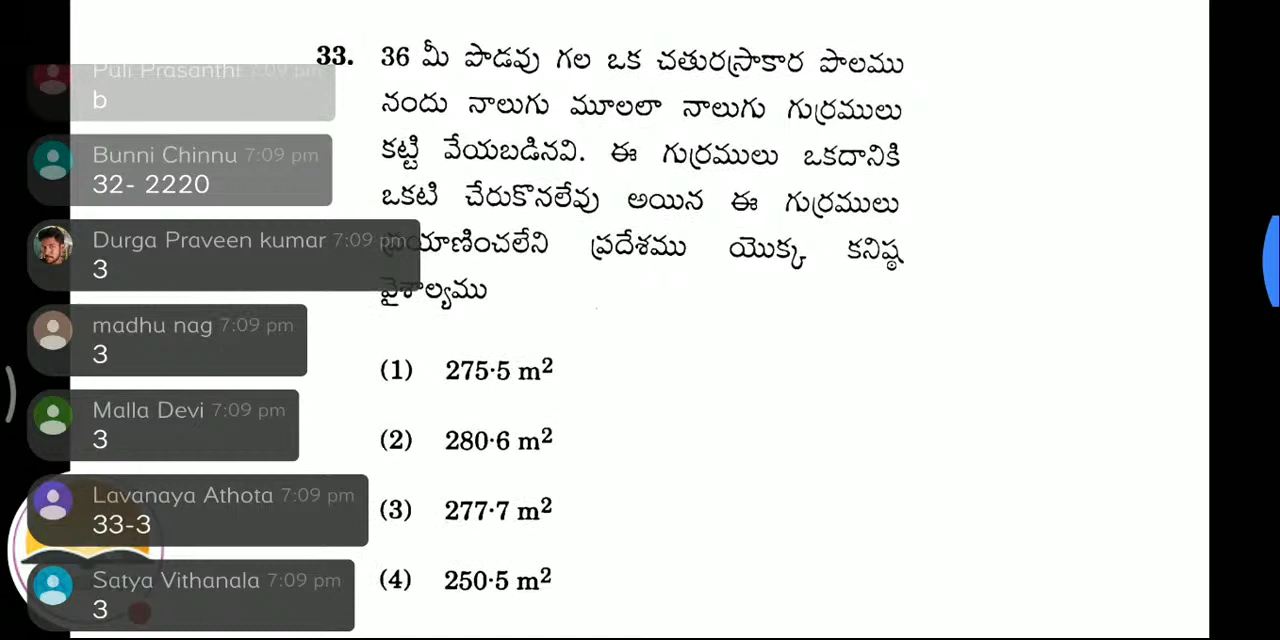 33. 36 మీ పొడవు గల ఒక చతురస్రాకార పొలము
నందు నాలుగు మూలలా నాలుగు గుర్రములు
కట్టి వేయబడినవి. ఈ గుర్రములు ఒకదానికి
ఒకటి చేరుకొనలేవు అయిన ఈ గుర్రములు
ప్రయాణించలేని ప్రదేశము యొక్క కనిష్ఠ
వైశాల్యము
(1) 275·5 m²
(2) 280·6 m²
(3) 277·7 m²
(4) 250·5 m²
Puli Prasanthi 7:09 pm
b
Bunni Chinnu 7:09 pm
32- 2220
Durga Praveen kumar 7:09 pm
3
madhu nag 7:09 pm
3
Malla Devi 7:09 pm
3
Lavanaya Athota 7:09 pm
33-3
Satya Vithanala 7:09 pm
3